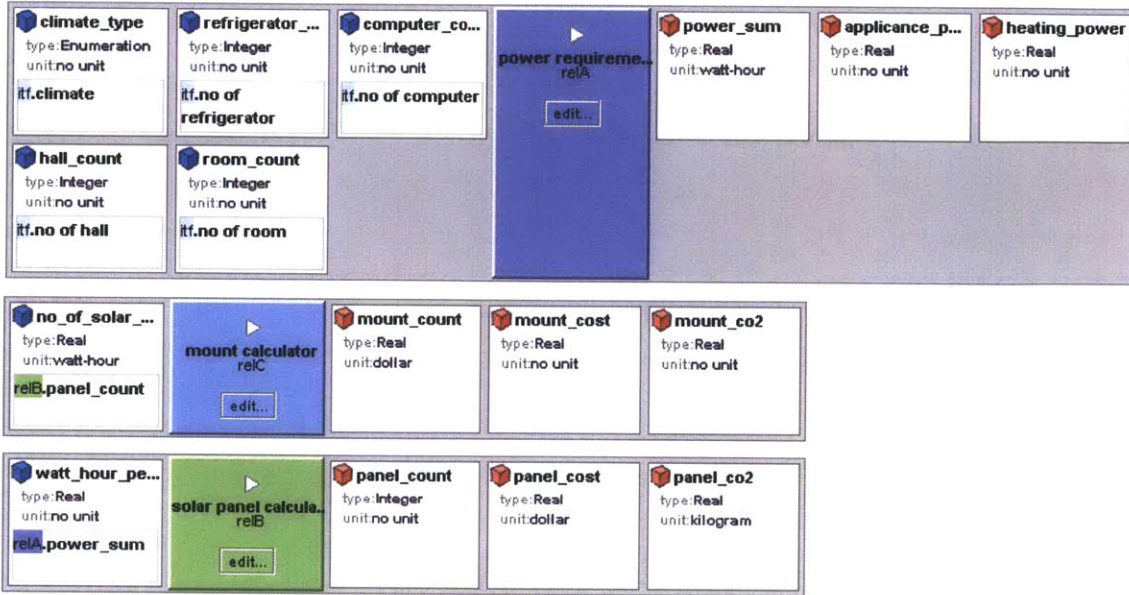 climate_type
type:Enumeration
unit:no unit
itf.climate
refrigerator_...
type:Integer
unit:no unit
itf.no of
refrigerator
computer_co...
type:Integer
unit:no unit
itf.no of computer
power requireme...
relA
edit...
power_sum
type:Real
unit:watt-hour
applicance_p...
type:Real
unit:no unit
heating_power
type:Real
unit:no unit
hall_count
type:Integer
unit:no unit
itf.no of hall
room_count
type:Integer
unit:no unit
itf.no of room
no_of_solar_...
type:Real
unit:watt-hour
relB.panel_count
mount calculator
relC
edit...
mount_count
type:Real
unit:dollar
mount_cost
type:Real
unit:no unit
mount_co2
type:Real
unit:no unit
watt_hour_pe...
type:Real
unit:no unit
relA.power_sum
solar panel calcula..
relB
edit...
panel_count
type:Integer
unit:no unit
panel_cost
type:Real
unit:dollar
panel_co2
type:Real
unit:kilogram